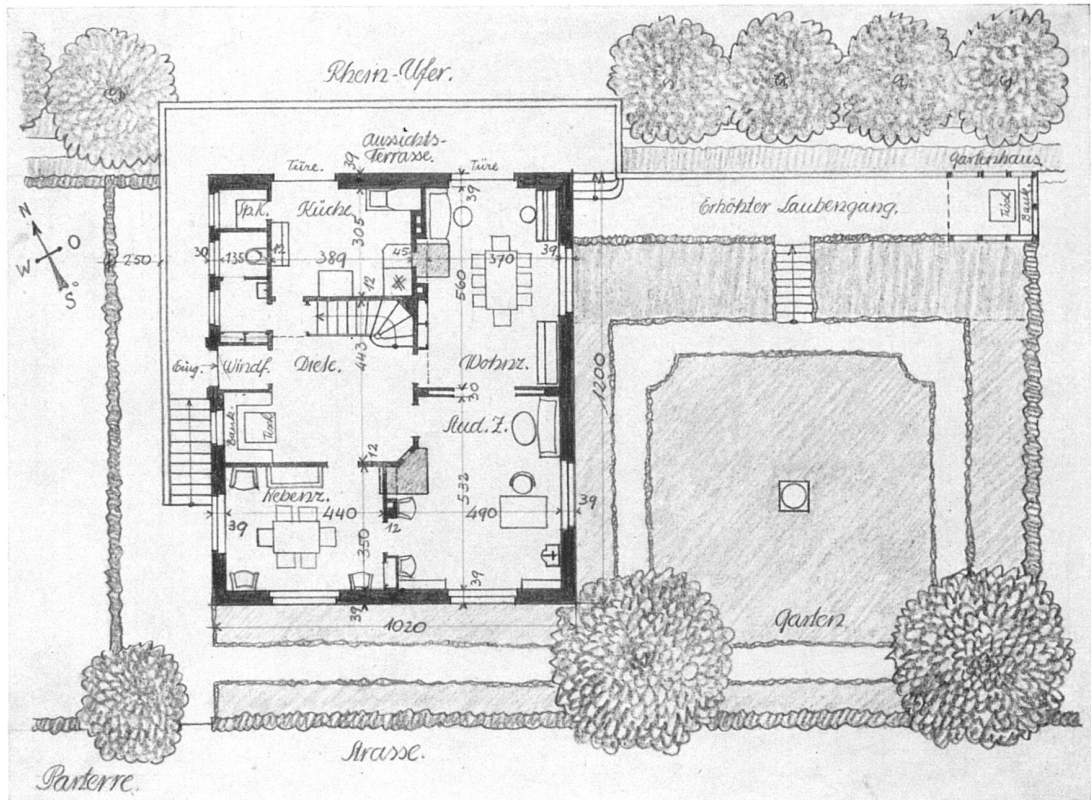 Rhein-Ufer.
Aussichts-
Terrasse.
Türe.
39
Türe
39
Gartenhaus.
N
O
W
S
Sp.K.
Küche
305
Erhöhter Laubengang.
Tisch
Bank.
250
30
135
12
389
45
370
39
560
12
443
Eing.
Windf.
Diele.
Wohnz.
30
1200
Bank.
Tisch
Stud. Z.
12
532
Nebenz.
39
440
12
490
39
350
39
39
1020
Garten
Strasse.
Parterre.